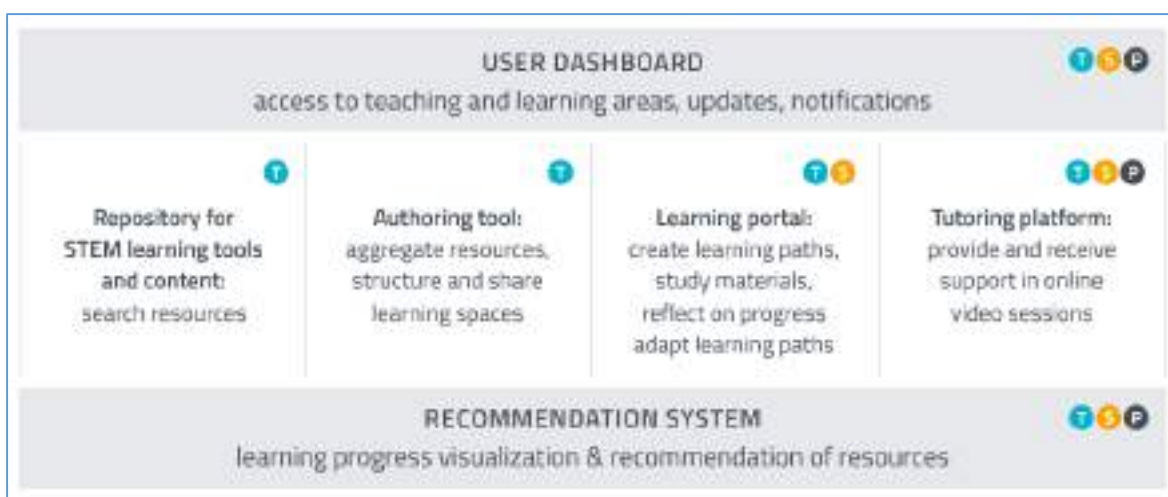 USER DASHBOARD
T S P
access to teaching and learning areas, updates, notifications
T
Repository for
STEM learning tools
and content:
search resources
T
Authoring tool:
aggregate resources,
structure and share
learning spaces
T S
Learning portal:
create learning paths,
study materials,
reflect on progress
adapt learning paths
T S P
Tutoring platform:
provide and receive
support in online
video sessions
RECOMMENDATION SYSTEM
T S P
learning progress visualization & recommendation of resources